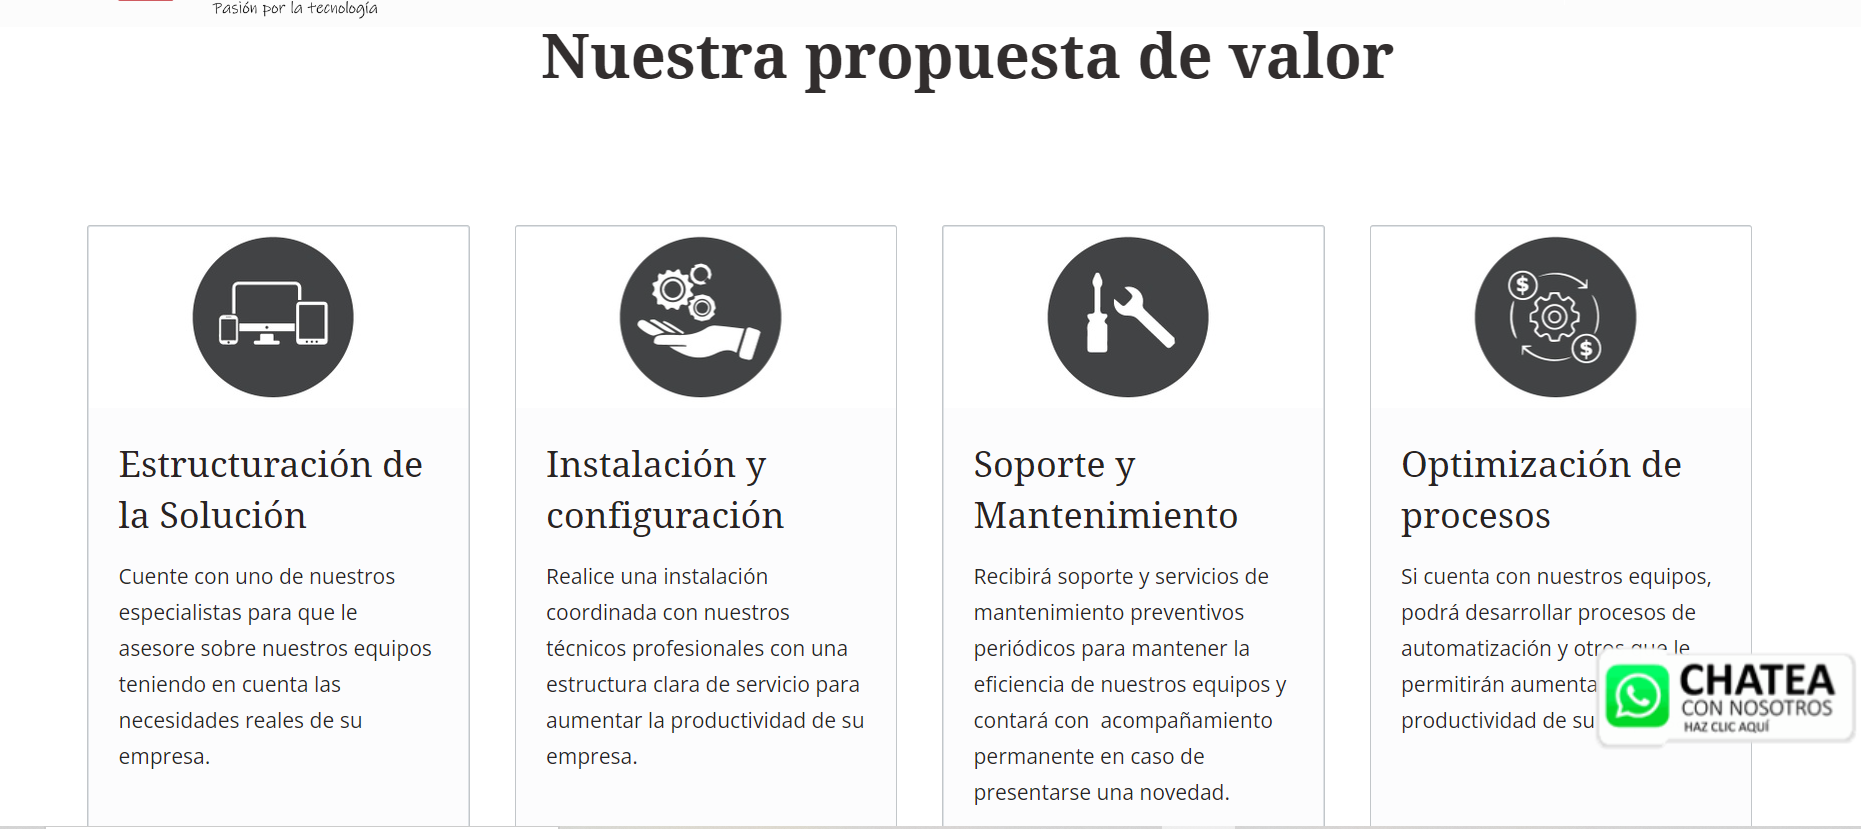 Pasión por la tecnología
Nuestra propuesta de valor
Estructuración de
la Solución
Cuente con uno de nuestros
especialistas para que le
asesore sobre nuestros equipos
teniendo en cuenta las
necesidades reales de su
empresa.
Instalación y
configuración
Realice una instalación
coordinada con nuestros
técnicos profesionales con una
estructura clara de servicio para
aumentar la productividad de su
empresa.
Soporte y
Mantenimiento
Recibirá soporte y servicios de
mantenimiento preventivos
periódicos para mantener la
eficiencia de nuestros equipos y
contará con  acompañamiento
permanente en caso de
presentarse una novedad.
Optimización de
procesos
Si cuenta con nuestros equipos,
podrá desarrollar procesos de
automatización y otros que le
permitirán
productividad de su
CHATEA
CON NOSOTROS
HAZ CLIC AQUÍ